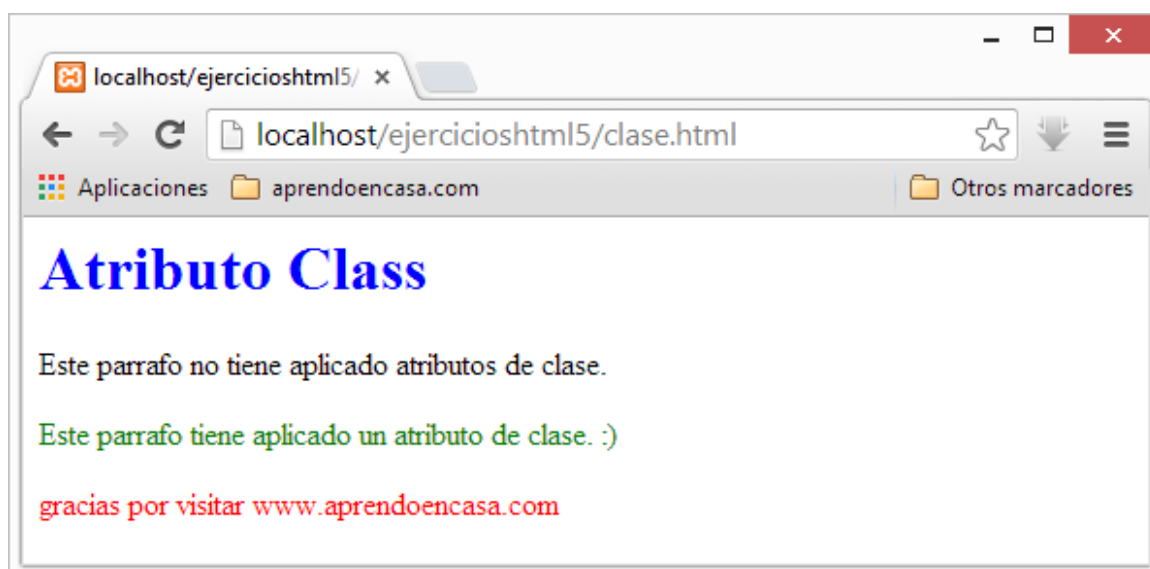 localhost/ejercicioshtml5/
localhost/ejercicioshtml5/clase.html
Aplicaciones aprendoencasa.com Otros marcadores
Atributo Class
Este parrafo no tiene aplicado atributos de clase.
Este parrafo tiene aplicado un atributo de clase. :)
gracias por visitar www.aprendoencasa.com